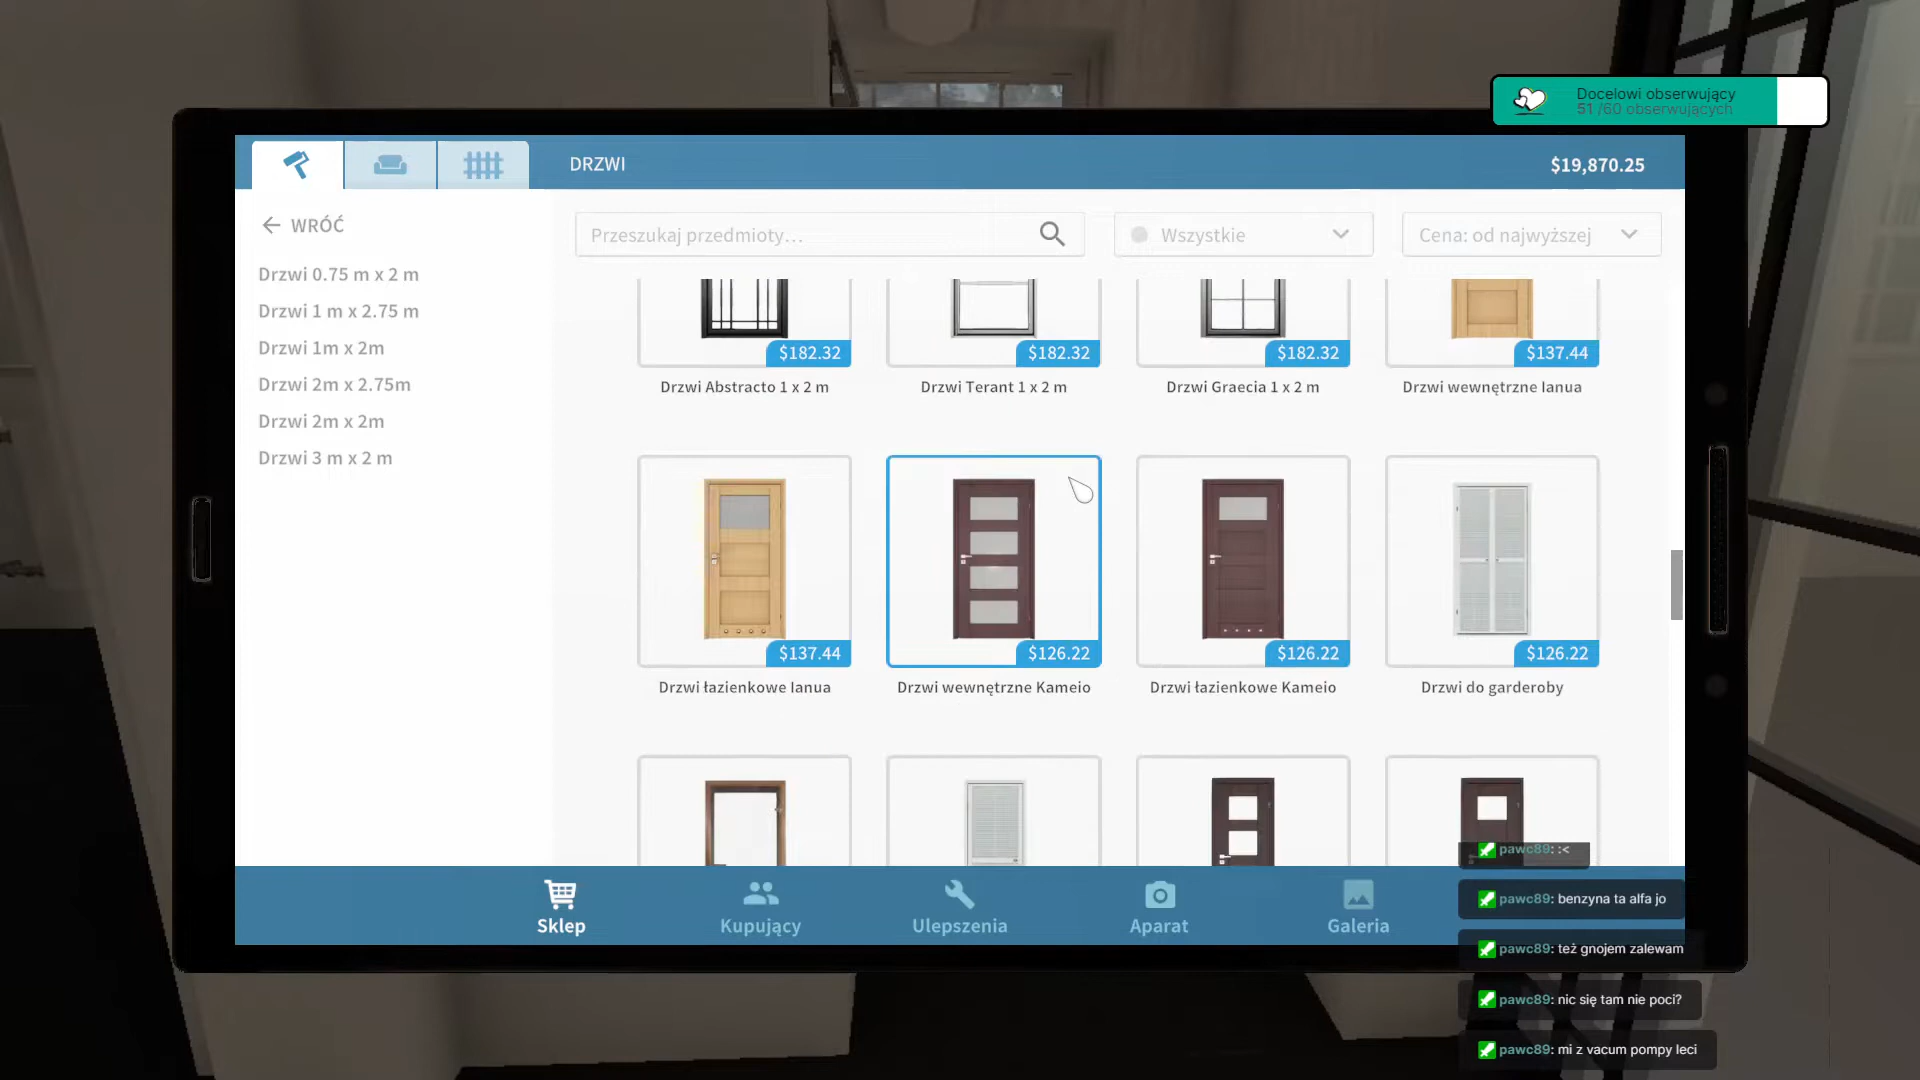 Docelowi obserwujący
51 /60 obserwujących
DRZWI
$19,870.25
WRÓĆ
Przeszukaj przedmioty...
Wszystkie
Cena: od najwyższej
Drzwi 0.75 m x 2 m
Drzwi 1 m x 2.75 m
Drzwi 1m x 2m
Drzwi 2m x 2.75m
Drzwi 2m x 2m
Drzwi 3 m x 2 m
$182.32
$182.32
$182.32
$137.44
Drzwi Abstracto 1 x 2 m
Drzwi Terant 1 x 2 m
Drzwi Graecia 1 x 2 m
Drzwi wewnętrzne Ianua
$137.44
$126.22
$126.22
$126.22
Drzwi łazienkowe Ianua
Drzwi wewnętrzne Kameio
Drzwi łazienkowe Kameio
Drzwi do garderoby
Sklep
Kupujący
Ulepszenia
Aparat
Galeria
pawc89: :<
pawc89: benzyna ta alfa jo
pawc89: też gnojem zalewam
pawc89: nic się tam nie poci?
pawc89: mi z vacum pompy leci